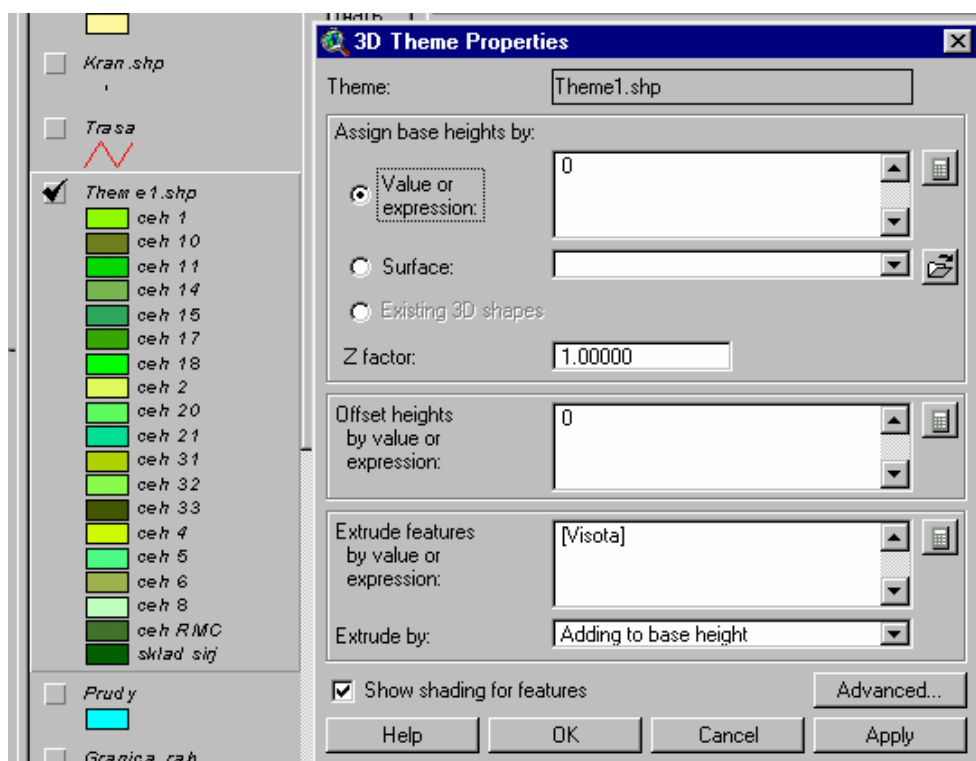 Kran.shp
Trasa
Theme1.shp
ceh 1
ceh 10
ceh 11
ceh 14
ceh 15
ceh 17
ceh 18
ceh 2
ceh 20
ceh 21
ceh 31
ceh 32
ceh 33
ceh 4
ceh 5
ceh 6
ceh 8
ceh RMC
sklad sirj
Prudy
3D Theme Properties
Theme: Theme1.shp
Assign base heights by:
Value or expression: 0
Surface:
Existing 3D shapes
Z factor: 1.00000
Offset heights by value or expression: 0
Extrude features by value or expression: [Visota]
Extrude by: Adding to base height
Show shading for features
Advanced...
Help OK Cancel Apply